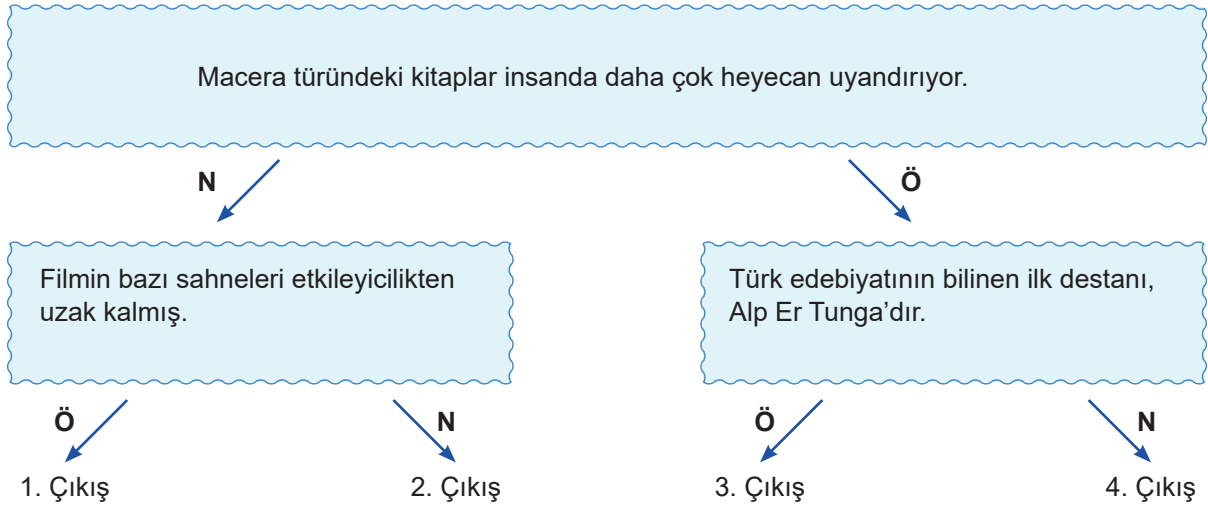 Macera türündeki kitaplar insanda daha çok heyecan uyandırıyor.
N
Ö
Filmin bazı sahneleri etkileyicilikten
uzak kalmış.
Türk edebiyatının bilinen ilk destanı,
Alp Er Tunga’dır.
Ö
N
Ö
N
1. Çıkış
2. Çıkış
3. Çıkış
4. Çıkış